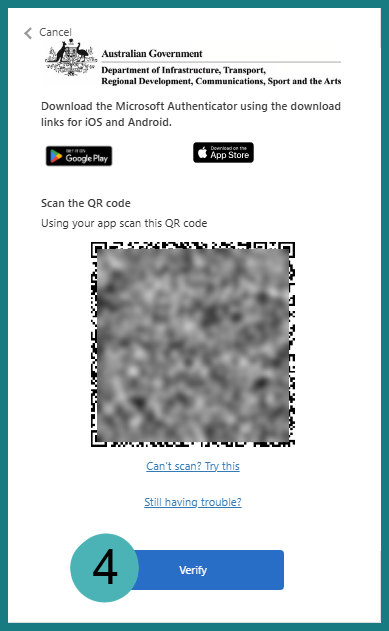 Cancel
Australian Government
Department of Infrastructure, Transport,
Regional Development, Communications, Sport and the Arts
Download the Microsoft Authenticator using the download
links for iOS and Android.
GET IT ON
Google Play
Download on the
App Store
Scan the QR code
Using your app scan this QR code
Can't scan? Try this
Still having trouble?
4
Verify